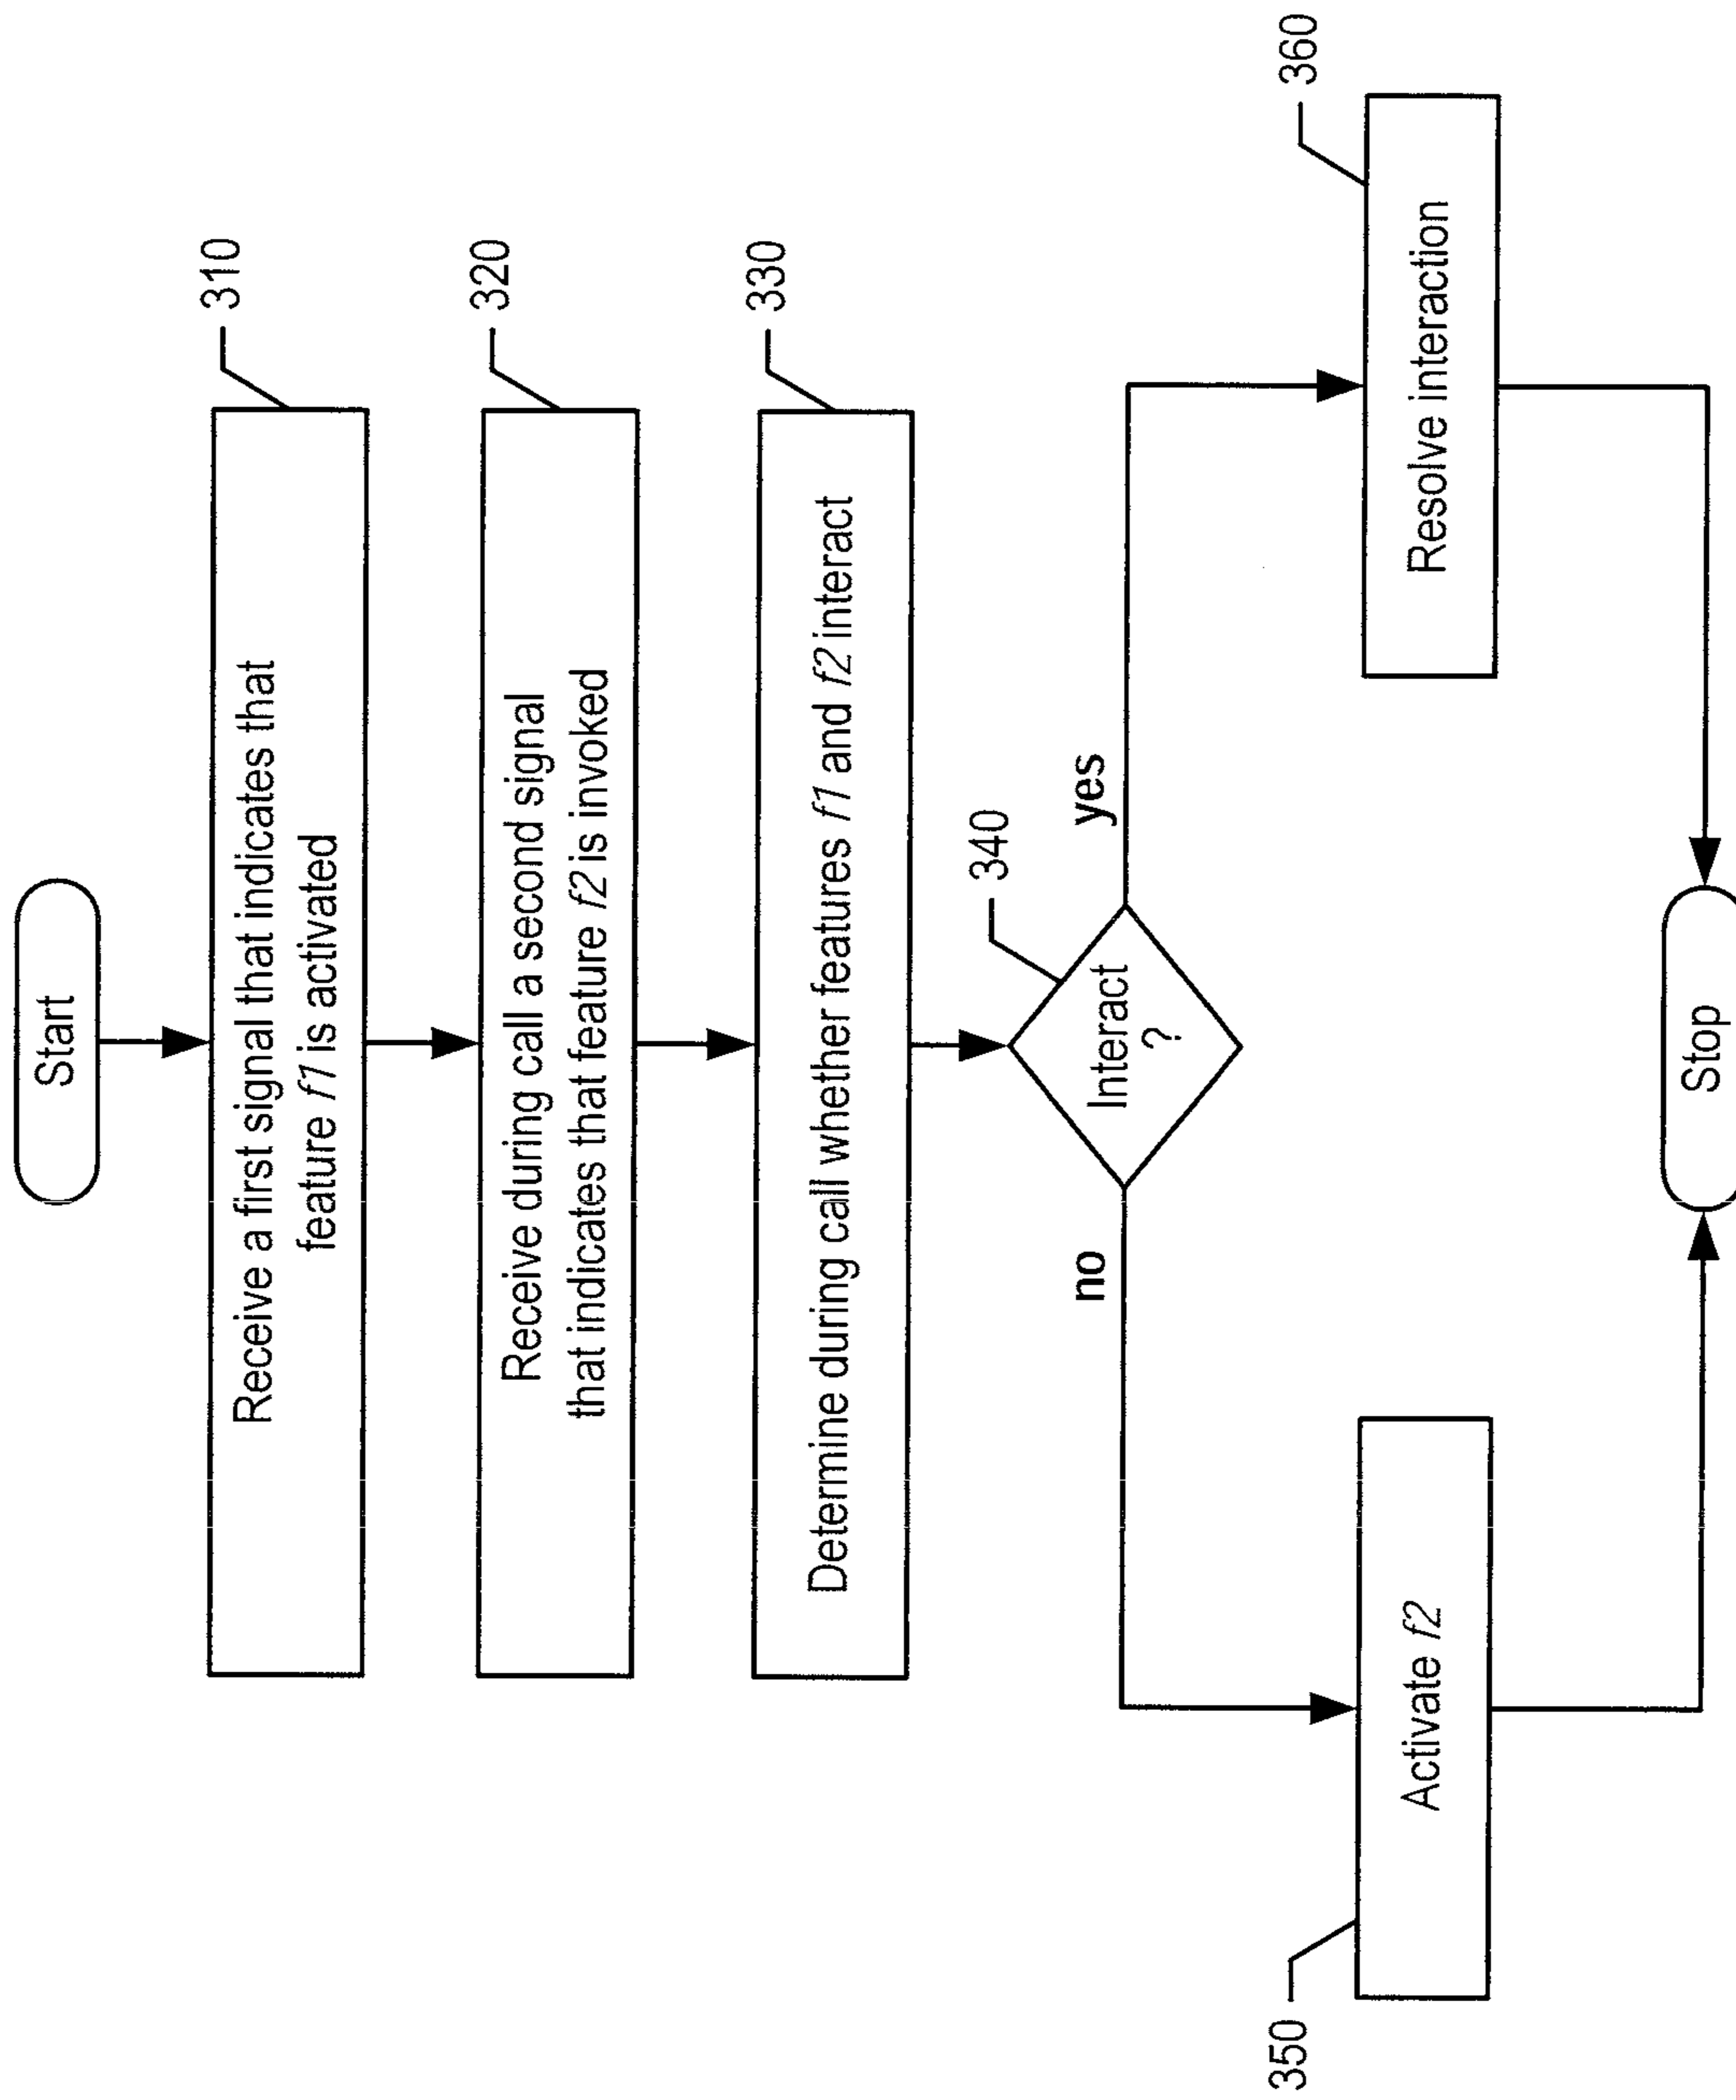 Start
310
Receive a first signal that indicates that
feature f1 is activated
320
Receive during call a second signal
that indicates that feature f2 is invoked
330
Determine during call whether features f1 and f2 interact
340
Interact
?
no
yes
350
Activate f2
360
Resolve interaction
Stop